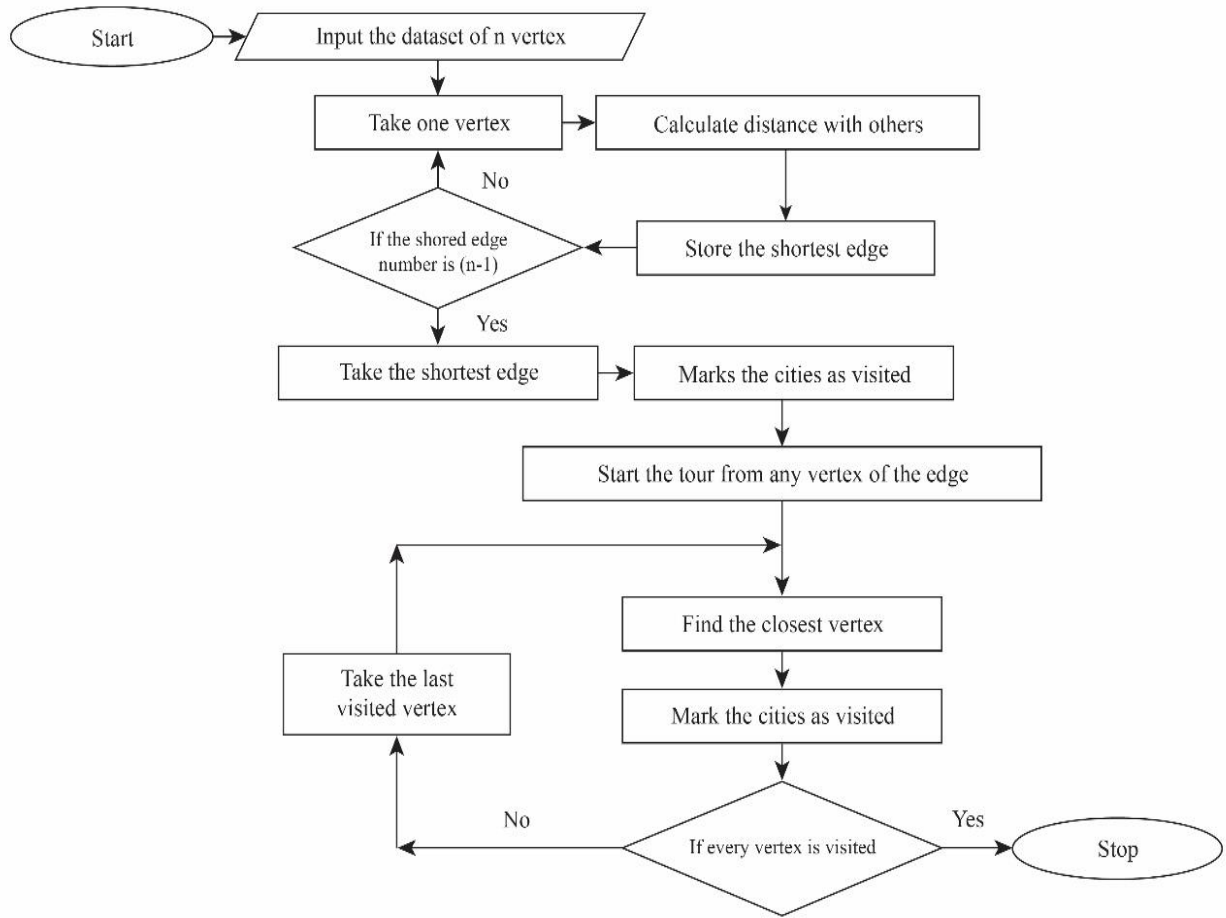 Start
Input the dataset of n vertex
Take one vertex
Calculate distance with others
No
If the shored edge
number is (n-1)
Store the shortest edge
Yes
Take the shortest edge
Marks the cities as visited
Start the tour from any vertex of the edge
Find the closest vertex
Take the last
visited vertex
Mark the cities as visited
No
Yes
If every vertex is visited
Stop